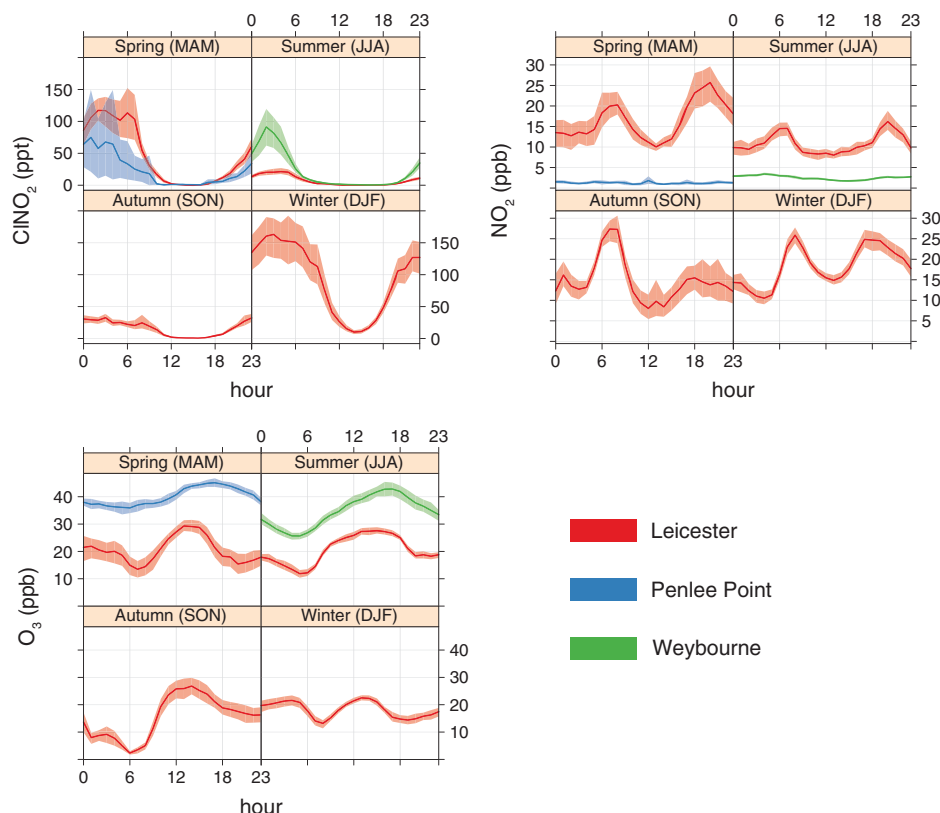 0 6 12 18 23
Spring (MAM) Summer (JJA)
150
100
50
0
ClNO2 (ppt)
Autumn (SON) Winter (DJF)
150
100
50
0
0 6 12 18 23
hour
0 6 12 18 23
Spring (MAM) Summer (JJA)
30
25
20
15
10
5
NO2 (ppb)
Autumn (SON) Winter (DJF)
30
25
20
15
10
5
0 6 12 18 23
hour
0 6 12 18 23
Spring (MAM) Summer (JJA)
40
30
20
10
O3 (ppb)
Autumn (SON) Winter (DJF)
40
30
20
10
0 6 12 18 23
hour
Leicester
Penlee Point
Weybourne